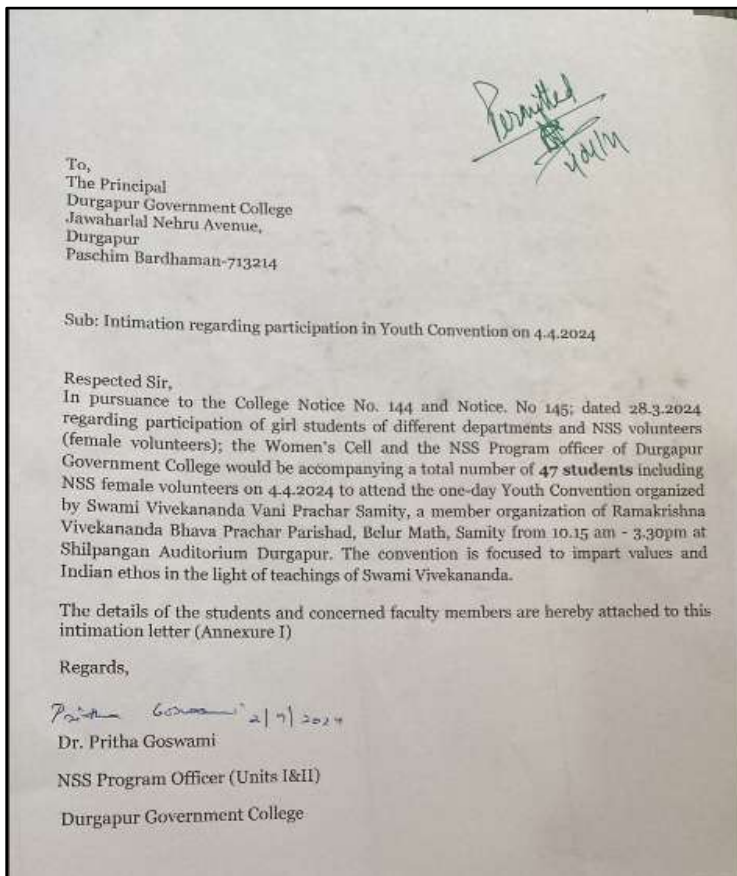 Permitted
To,
The Principal
Durgapur Government College
Jawaharlal Nehru Avenue,
Durgapur
Paschim Bardhaman-713214
Sub: Intimation regarding participation in Youth Convention on 4.4.2024
Respected Sir,
In pursuance to the College Notice No. 144 and Notice. No 145; dated 28.3.2024
regarding participation of girl students of different departments and NSS volunteers
(female volunteers); the Women's Cell and the NSS Program officer of Durgapur
Government College would be accompanying a total number of 47 students including
NSS female volunteers on 4.4.2024 to attend the one-day Youth Convention organized
by Swami Vivekananda Vani Prachar Samity, a member organization of Ramakrishna
Vivekananda Bhava Prachar Parishad, Belur Math, Samity from 10.15 am - 3.30pm at
Shilpangan Auditorium Durgapur. The convention is focused to impart values and
Indian ethos in the light of teachings of Swami Vivekananda.
The details of the students and concerned faculty members are hereby attached to this
intimation letter (Annexure I)
Regards,
Pritha Goswami
Dr. Pritha Goswami
NSS Program Officer (Units I&II)
Durgapur Government College